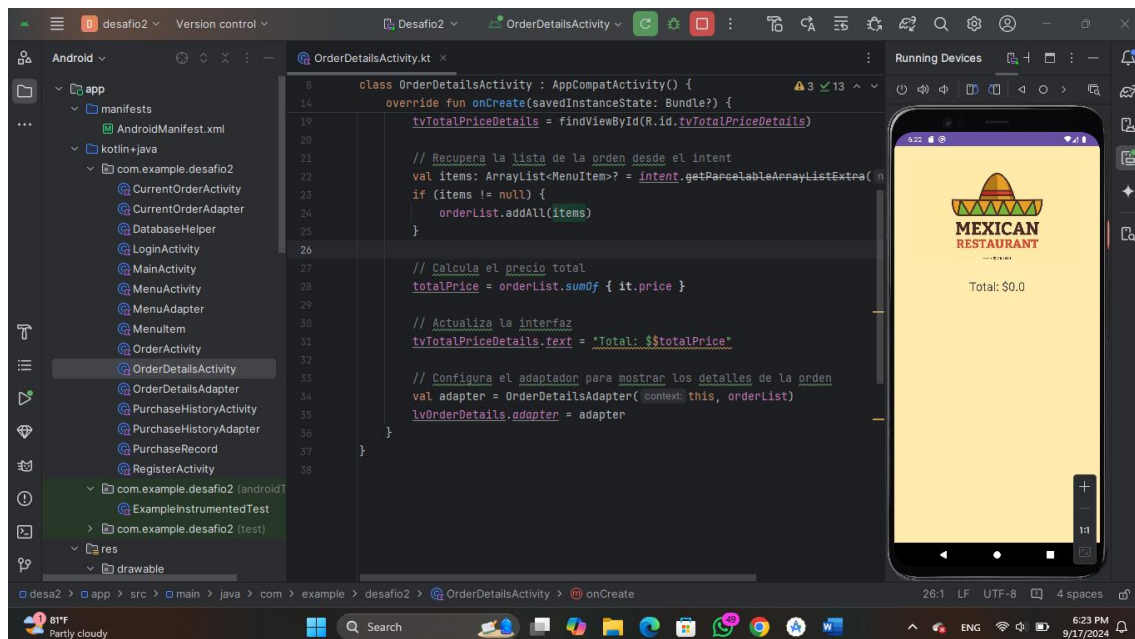 desafio2
Version control
Desafio2
OrderDetailsActivity
Android
OrderDetailsActivity.kt
Running Devices
app
manifests
AndroidManifest.xml
kotlin+java
com.example.desafio2
CurrentOrderActivity
CurrentOrderAdapter
DatabaseHelper
LoginActivity
MainActivity
MenuActivity
MenuAdapter
MenuItem
OrderActivity
OrderDetailsActivity
OrderDetailsAdapter
PurchaseHistoryActivity
PurchaseHistoryAdapter
PurchaseRecord
RegisterActivity
com.example.desafio2 (androidT
ExampleInstrumentedTest
com.example.desafio2 (test)
res
drawable
3 13
8 class OrderDetailsActivity : AppCompatActivity() {
14 override fun onCreate(savedInstanceState: Bundle?) {
19 tvTotalPriceDetails = findViewById(R.id.tvTotalPriceDetails)
20
21 // Recupera la lista de la orden desde el intent
22 val items: ArrayList<MenuItem>? = intent.getParcelableArrayListExtra( n
23 if (items != null) {
24 orderList.addAll(items)
25 }
26
27 // Calcula el precio total
28 totalPrice = orderList.sumOf { it.price }
29
30 // Actualiza la interfaz
31 tvTotalPriceDetails.text = "Total: $$totalPrice"
32
33 // Configura el adaptador para mostrar los detalles de la orden
34 val adapter = OrderDetailsAdapter( context: this, orderList)
35 lvOrderDetails.adapter = adapter
36 }
37 }
38
6:22
MEXICAN
RESTAURANT
Total: $0.0
1:1
desa2 > app > src > main > java > com > example > desafio2 > OrderDetailsActivity > onCreate
26:1 LF UTF-8 4 spaces
1
81°F
Partly cloudy
Search
49
ENG
6:23 PM
9/17/2024